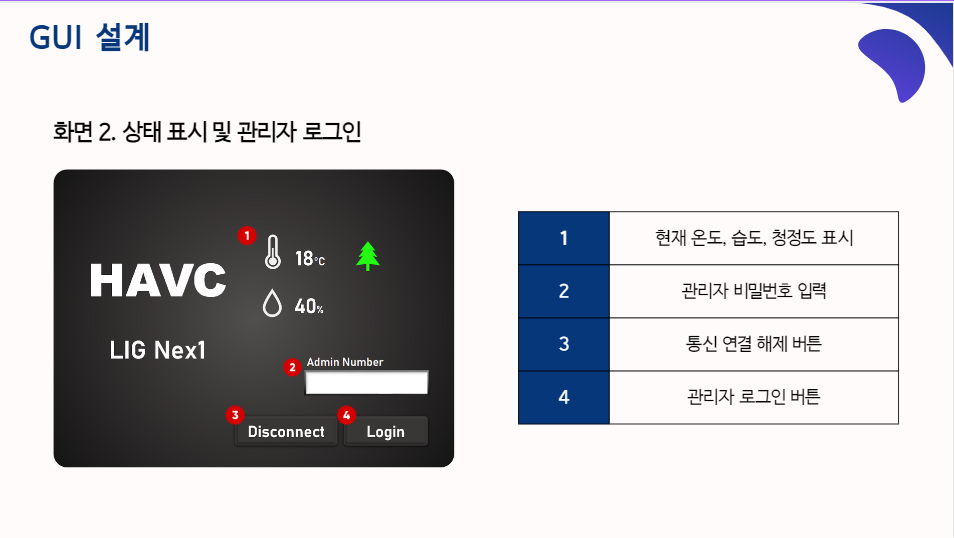 GUI 설계
화면 2. 상태 표시 및 관리자 로그인
1
18°C
HAVC
40%
LIG Nex1
2 Admin Number
3 4
Disconnect Login
1 현재 온도, 습도, 청정도 표시
2 관리자 비밀번호 입력
3 통신 연결 해제 버튼
4 관리자 로그인 버튼